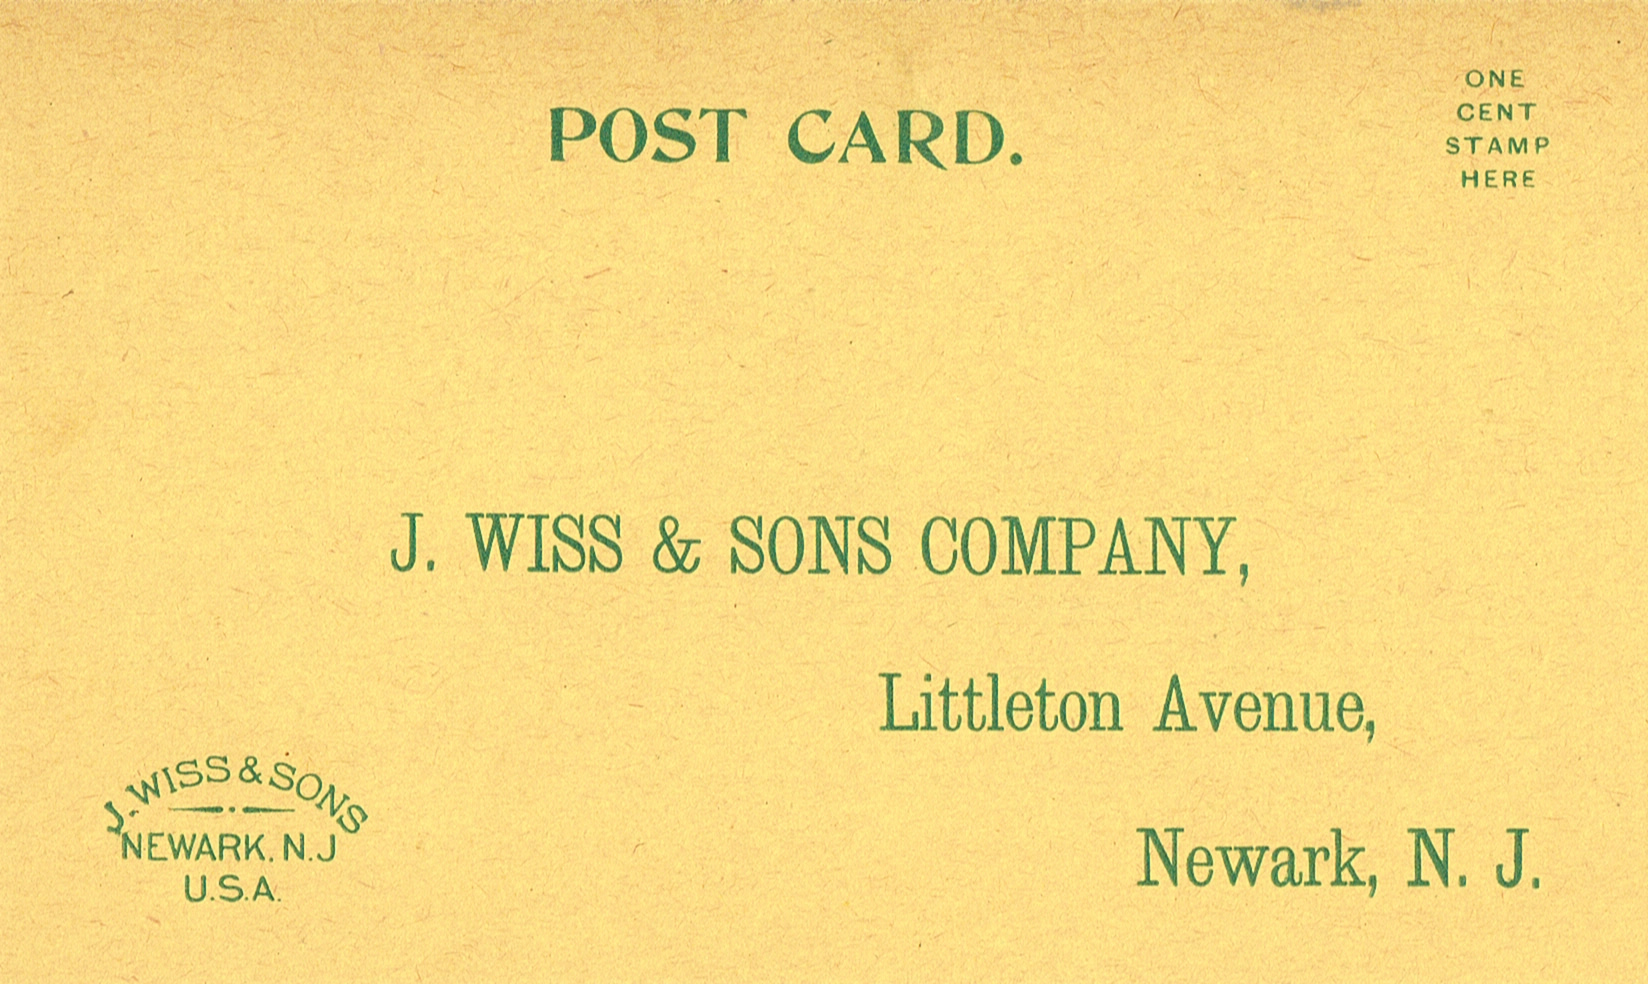 POST CARD.
ONE
CENT
STAMP
HERE
J. WISS & SONS COMPANY,
Littleton Avenue,
Newark, N. J.
J. WISS & SONS
NEWARK. N.J
U.S.A.